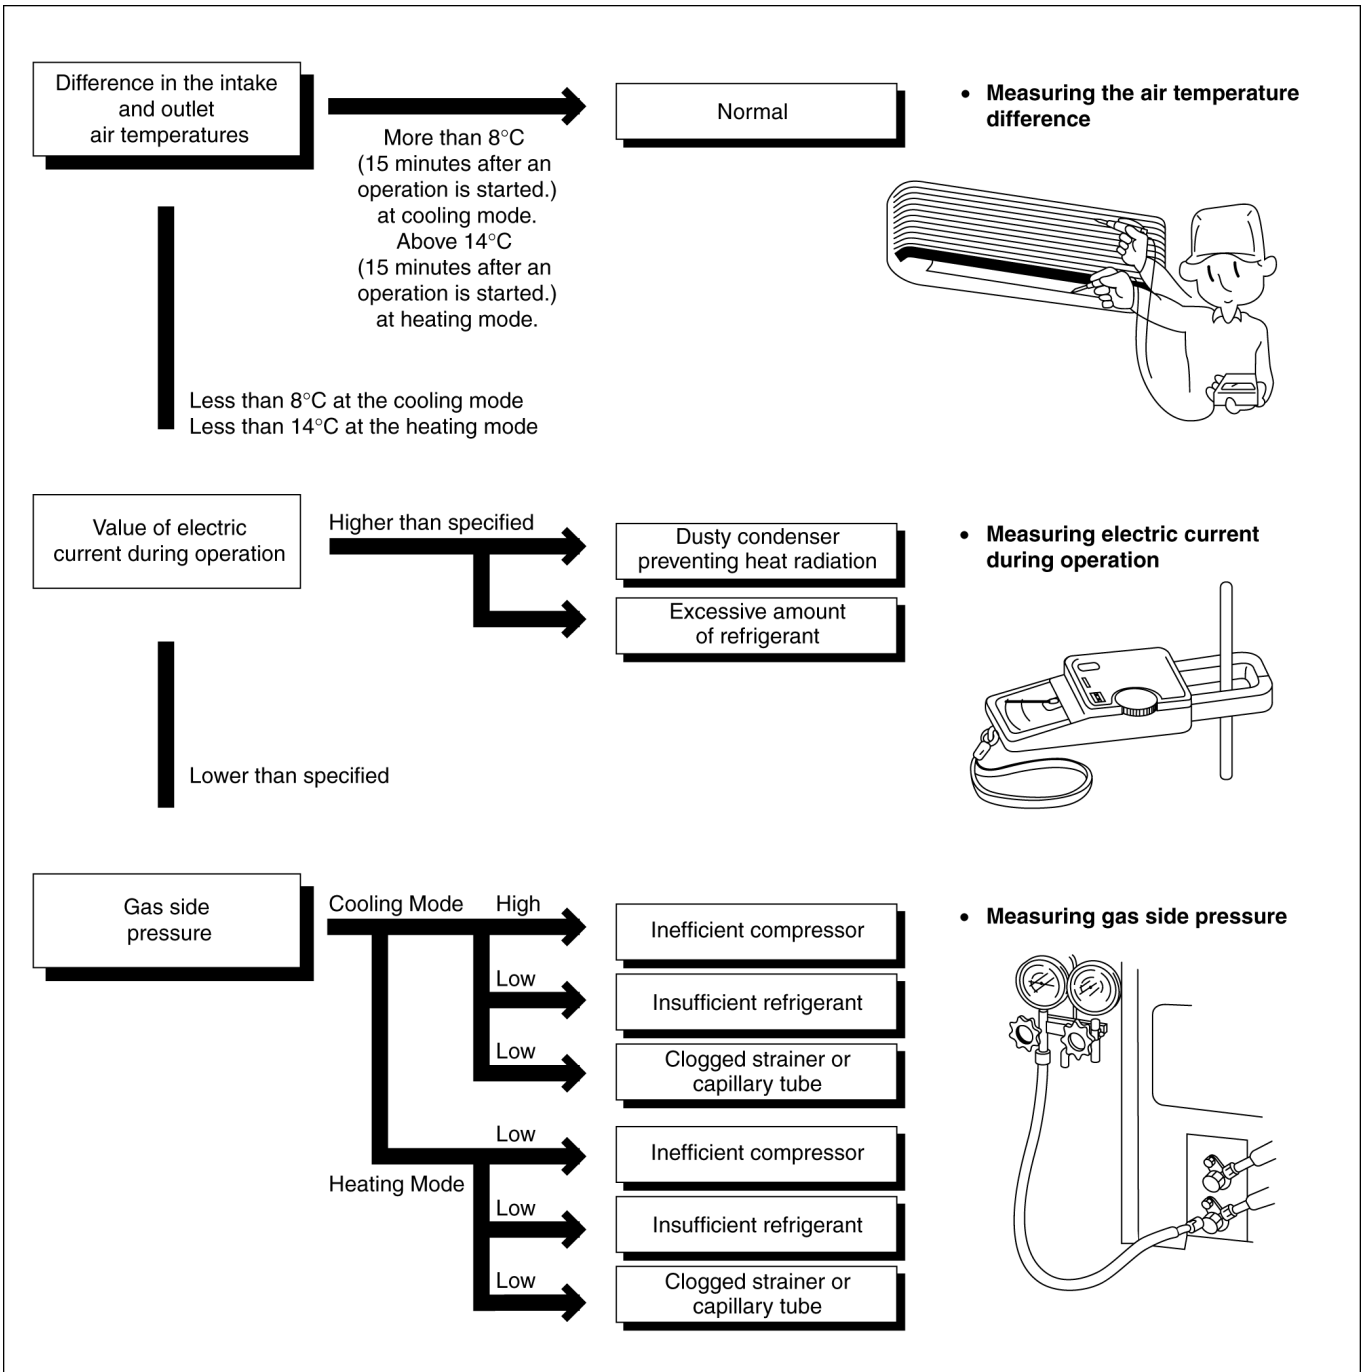 Difference in the intake
and outlet
air temperatures
More than 8°C
(15 minutes after an
operation is started.)
at cooling mode.
Above 14°C
(15 minutes after an
operation is started.)
at heating mode.
Normal
• Measuring the air temperature
difference
Less than 8°C at the cooling mode
Less than 14°C at the heating mode
Value of electric
current during operation
Higher than specified
Dusty condenser
preventing heat radiation
Excessive amount
of refrigerant
• Measuring electric current
during operation
Lower than specified
Gas side
pressure
Cooling Mode
High
Inefficient compressor
Low
Insufficient refrigerant
Low
Clogged strainer or
capillary tube
Heating Mode
Low
Inefficient compressor
Low
Insufficient refrigerant
Low
Clogged strainer or
capillary tube
• Measuring gas side pressure